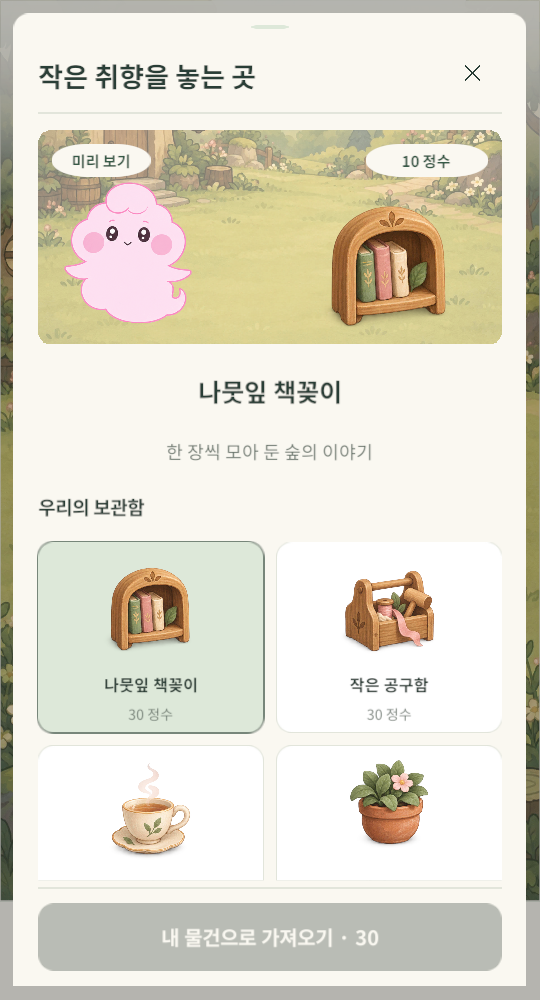 작은 취향을 놓는 곳
미리 보기
10 정수
나뭇잎 책꽂이
한 장씩 모아 둔 숲의 이야기
우리의 보관함
나뭇잎 책꽂이
30 정수
작은 공구함
30 정수
내 물건으로 가져오기 · 30